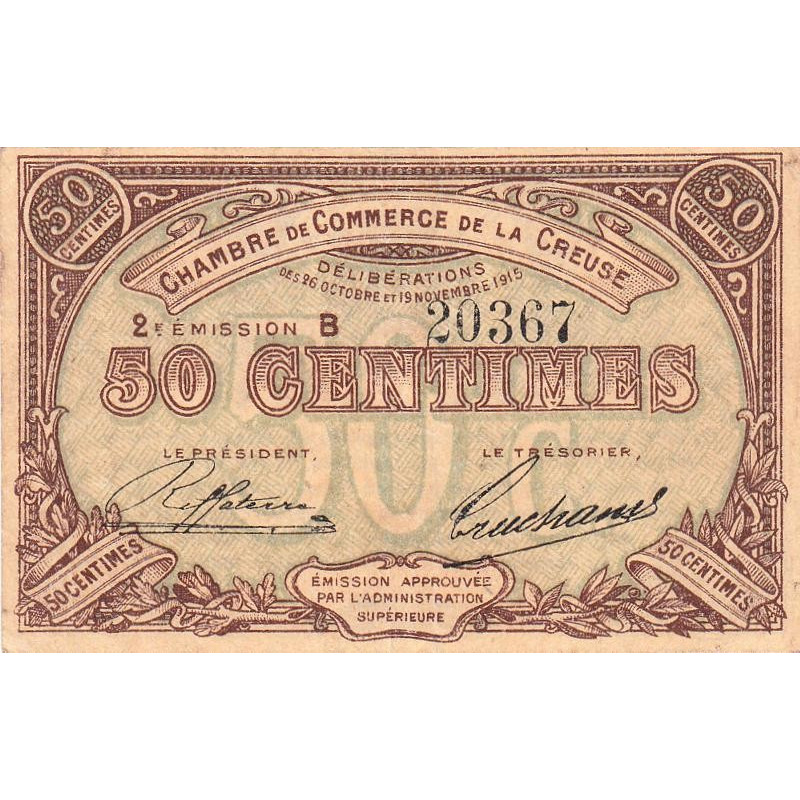 50 CENTIMES
50 CENTIMES
CHAMBRE DE COMMERCE DE LA CREUSE
DÉLIBÉRATIONS
DES 26 OCTOBRE ET 19 NOVEMBRE 1915
2E ÉMISSION B 20367
50 C
50 CENTIMES
LE PRÉSIDENT, LE TRÉSORIER,
50 CENTIMES
50 CENTIMES
ÉMISSION APPROUVÉE
PAR L'ADMINISTRATION
SUPÉRIEURE